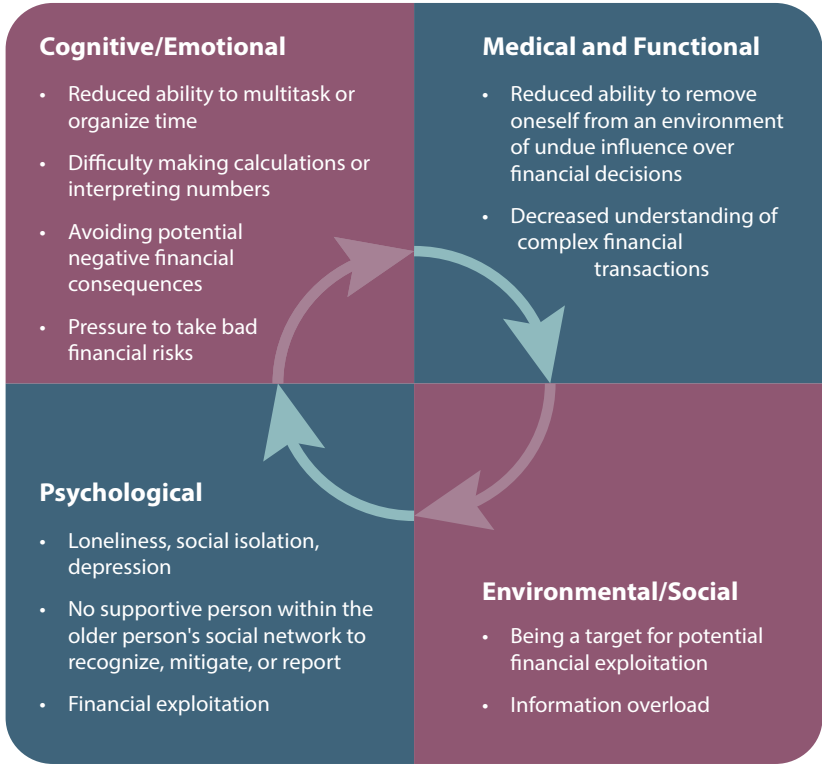 Cognitive/Emotional
• Reduced ability to multitask or
organize time
• Difficulty making calculations or
interpreting numbers
• Avoiding potential
negative financial
consequences
• Pressure to take bad
financial risks
Medical and Functional
• Reduced ability to remove
oneself from an environment
of undue influence over
financial decisions
• Decreased understanding of
complex financial
transactions
Psychological
• Loneliness, social isolation,
depression
• No supportive person within the
older person's social network to
recognize, mitigate, or report
• Financial exploitation
Environmental/Social
• Being a target for potential
financial exploitation
• Information overload